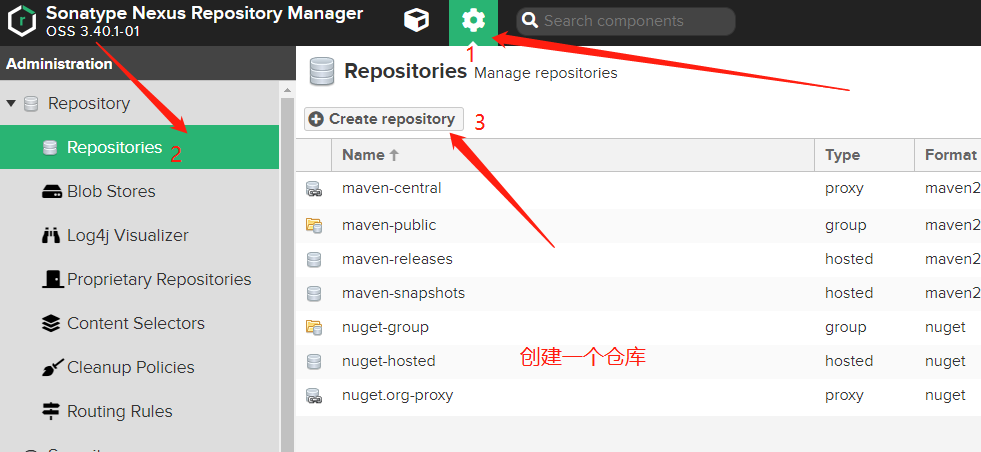 Sonatype Nexus Repository Manager
OSS 3.40.1-01
Search components
1
Administration
Repository
Repositories
2
Blob Stores
Log4j Visualizer
Proprietary Repositories
Content Selectors
Cleanup Policies
Routing Rules
Repositories Manage repositories
Create repository
3
Name Type Format
maven-central proxy maven2
maven-public group maven2
maven-releases hosted maven2
maven-snapshots hosted maven2
nuget-group group nuget
nuget-hosted hosted nuget
nuget.org-proxy proxy nuget
创建一个仓库